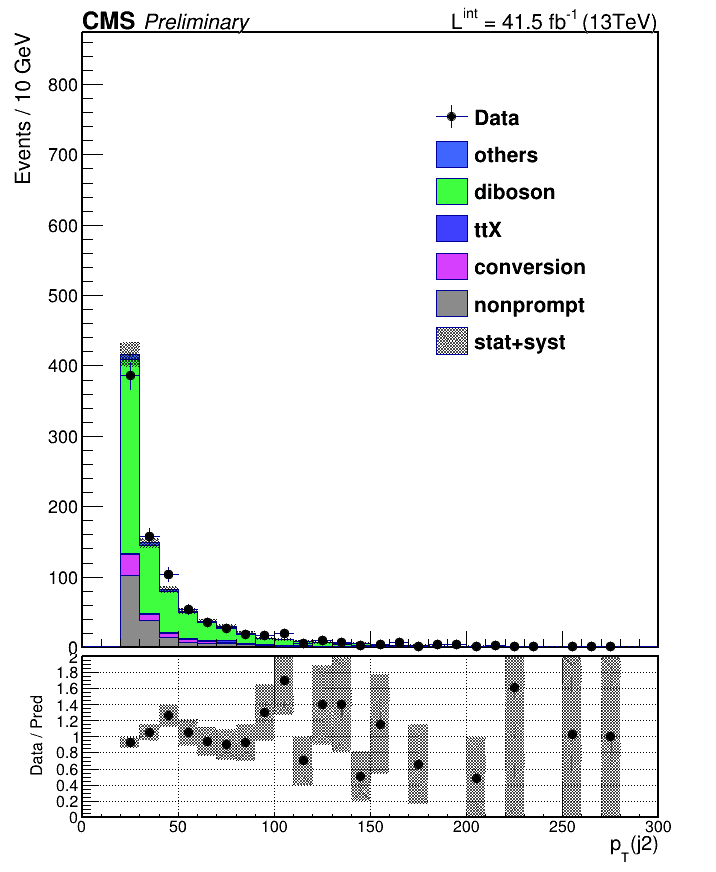 CMS Preliminary
L^int = 41.5 fb^-1 (13TeV)
Events / 10 GeV
800
700
600
500
400
300
200
100
0
Data
others
diboson
ttX
conversion
nonprompt
stat+syst
Data / Pred
2
1.8
1.6
1.4
1.2
1
0.8
0.6
0.4
0.2
0
0 50 100 150 200 250 300
p_T(j2)